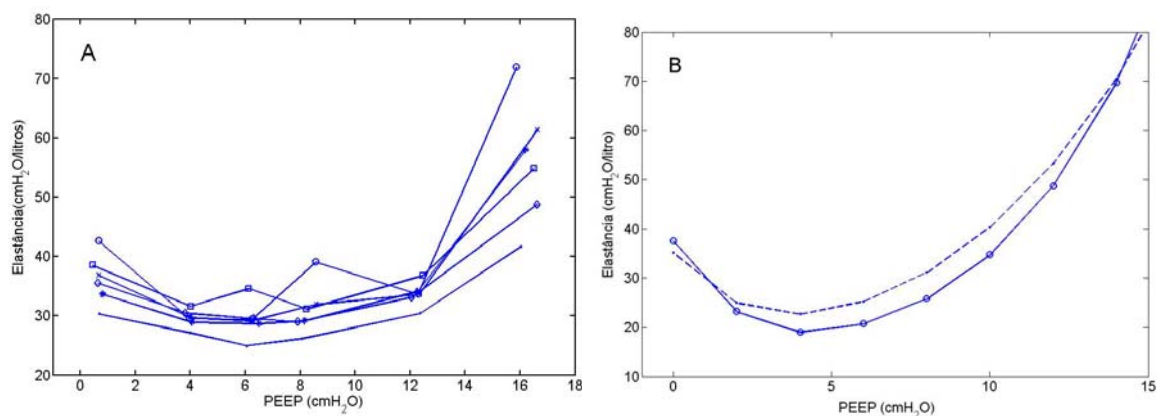 A
80
70
60
50
40
30
20
Elastância(cmH2O/litros)
0 2 4 6 8 10 12 14 16 18
PEEP (cmH2O)
B
80
70
60
50
40
30
20
10
Elastância (cmH2O/litro)
0 5 10 15
PEEP (cmH2O)